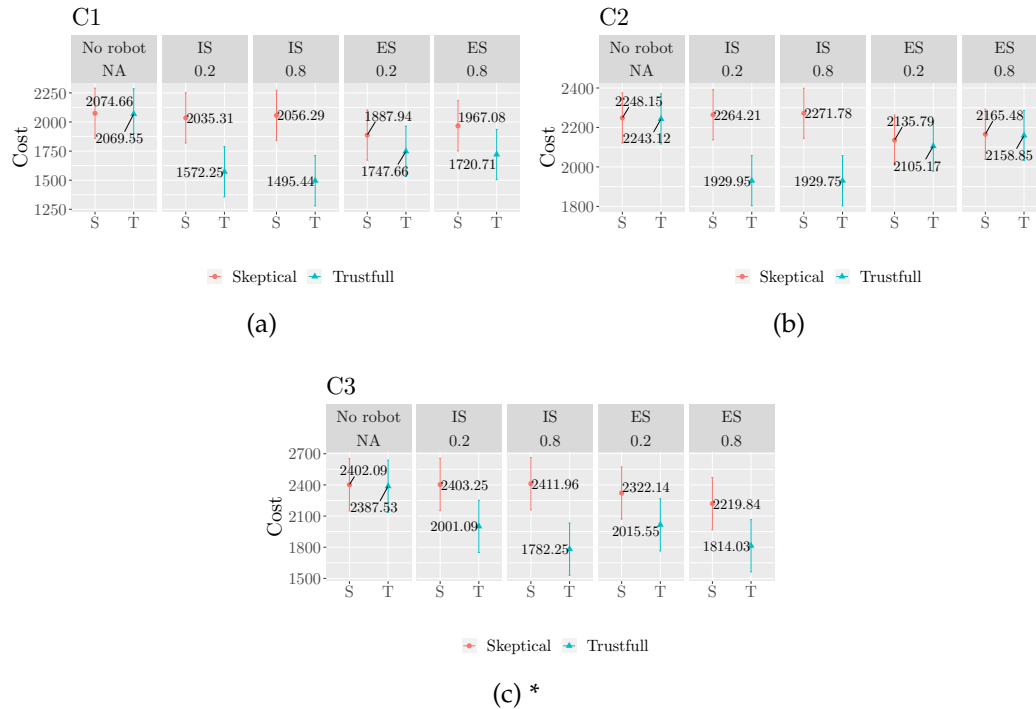 C1
No robot IS IS ES ES
NA 0.2 0.8 0.2 0.8
Cost
2250
2000
1750
1500
1250
2074.66
2069.55
2035.31
1572.25
2056.29
1495.44
1887.94
1747.66
1967.08
1720.71
S T S T S T S T S T
Skeptical Trustfull
(a)
C2
No robot IS IS ES ES
NA 0.2 0.8 0.2 0.8
Cost
2400
2200
2000
1800
2248.15
2243.12
2264.21
1929.95
2271.78
1929.75
2135.79
2105.17
2165.48
2158.85
S T S T S T S T S T
Skeptical Trustfull
(b)
C3
No robot IS IS ES ES
NA 0.2 0.8 0.2 0.8
Cost
2700
2400
2100
1800
1500
2402.09
2387.53
2403.25
2001.09
2411.96
1782.25
2322.14
2015.55
2219.84
1814.03
S T S T S T S T S T
Skeptical Trustfull
(c) *